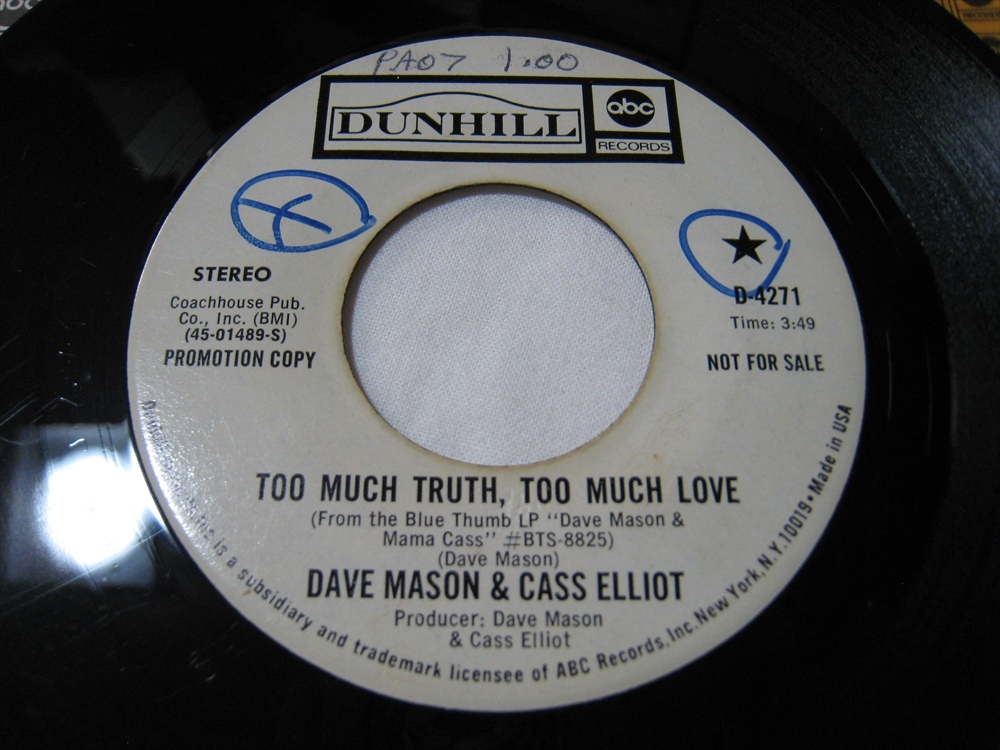 PA07 1.00
DUNHILL
abc
RECORDS
STEREO
Coachhouse Pub.
Co., Inc. (BMI)
(45-01489-S)
PROMOTION COPY
D-4271
Time: 3:49
NOT FOR SALE
TOO MUCH TRUTH, TOO MUCH LOVE
(From the Blue Thumb LP "Dave Mason &
Mama Cass" #BTS-8825)
(Dave Mason)
DAVE MASON & CASS ELLIOT
Producer: Dave Mason
& Cass Elliot
is a subsidiary and trademark licensee of ABC Records, Inc. New York, N.Y. 10019 • Made in USA